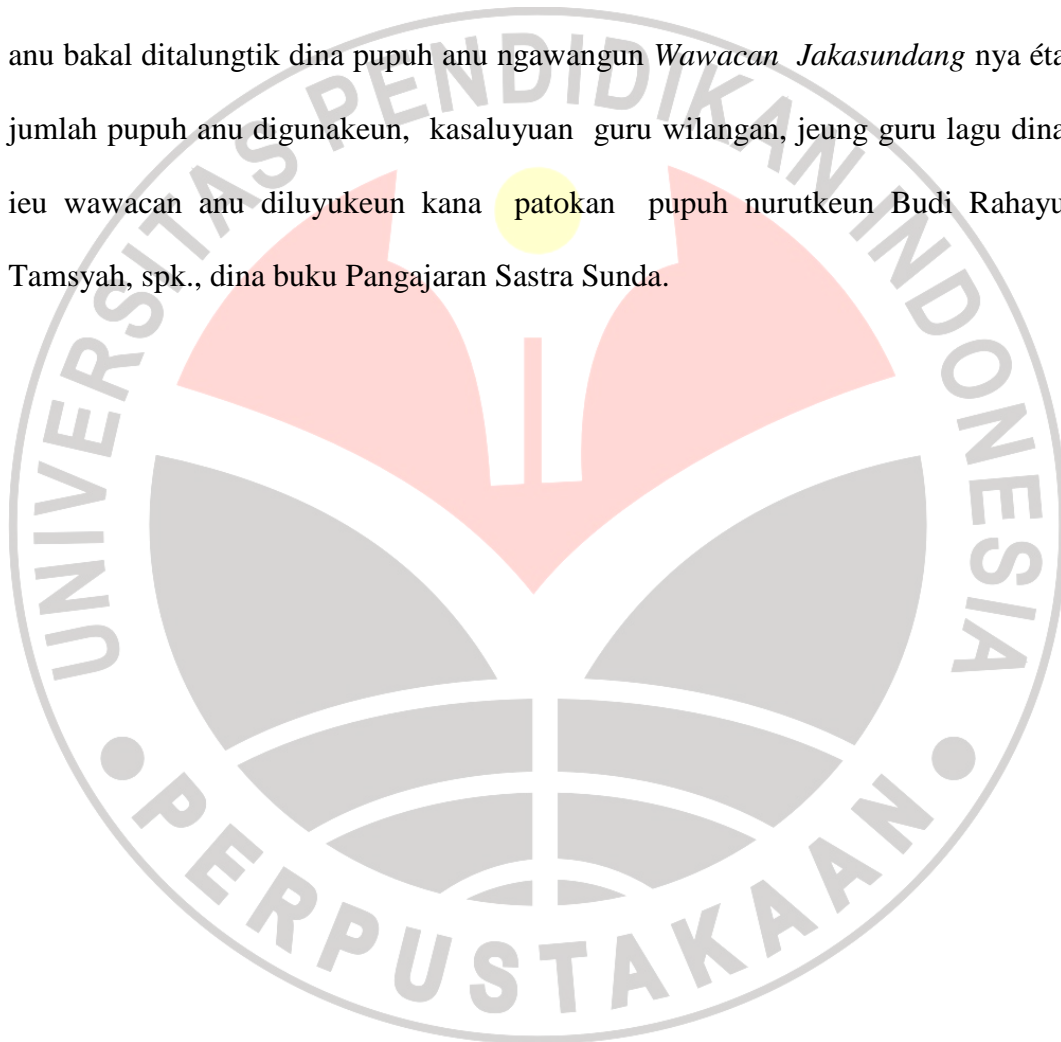 anu bakal ditalungtik dina pupuh anu ngawangun Wawacan Jakasundang nya éta
jumlah pupuh anu digunakeun, kasaluyuan guru wilangan, jeung guru lagu dina
ieu wawacan anu diluyukeun kana patokan pupuh nurutkeun Budi Rahayu
Tamsyah, spk., dina buku Pangajaran Sastra Sunda.
UNIVERSITAS PENDIDIKAN INDONESIA
PERPUSTAKAAN